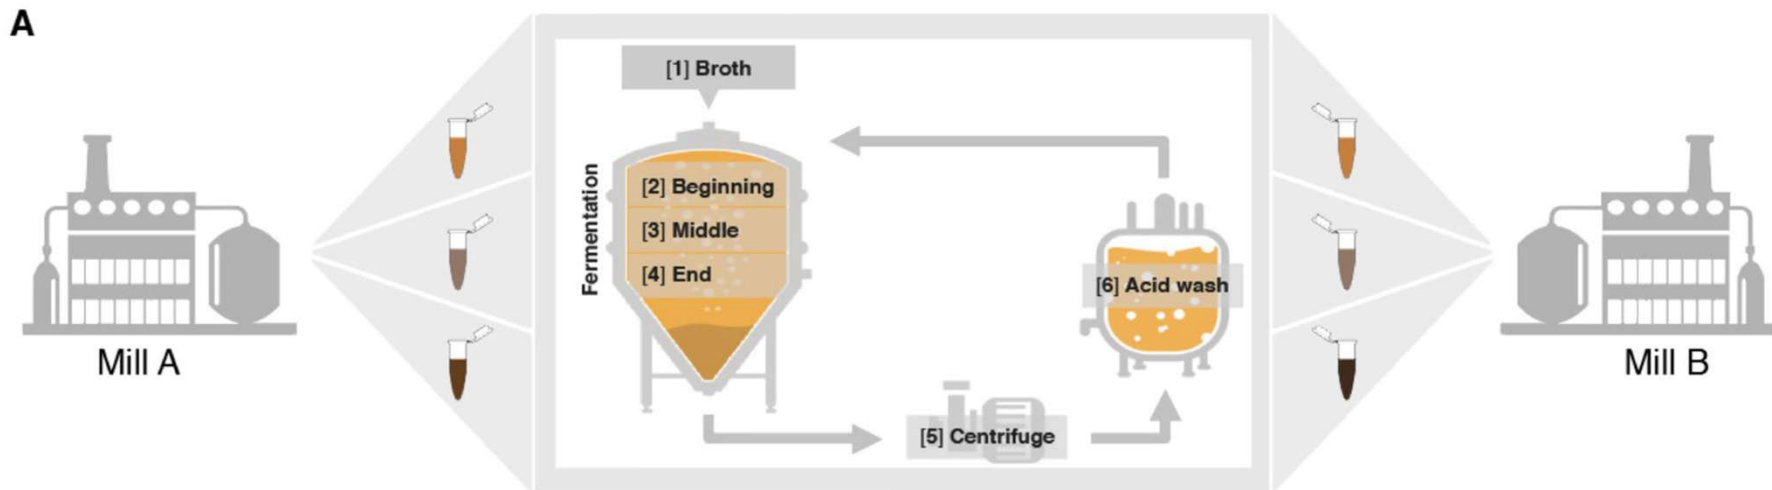 A
[1] Broth
Fermentation
[2] Beginning
[3] Middle
[4] End
[6] Acid wash
[5] Centrifuge
Mill A
Mill B